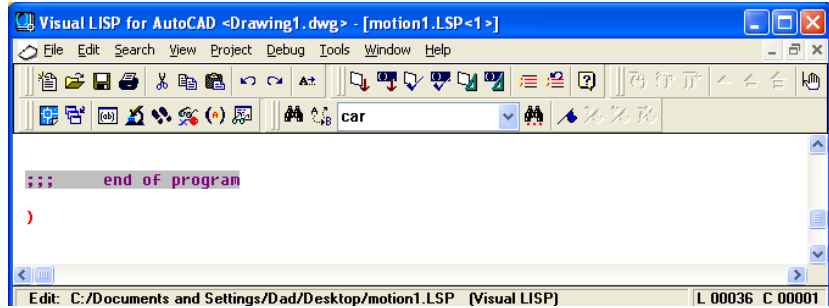 Visual LISP for AutoCAD <Drawing1.dwg> - [motion1.LSP<1>]
File Edit Search View Project Debug Tools Window Help
car
;;; end of program
)
Edit: C:/Documents and Settings/Dad/Desktop/motion1.LSP (Visual LISP) L 00036 C 00001